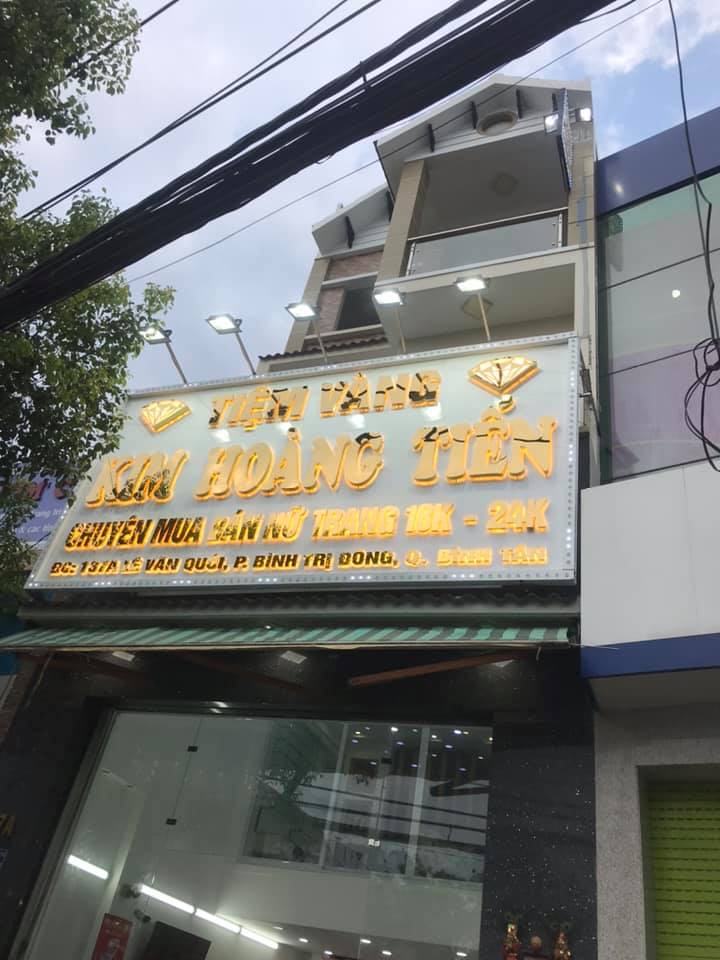 TIỆM VÀNG
KIM HOÀNG TIẾN
CHUYÊN MUA BÁN NỮ TRANG 18K - 24K
ĐC: 137A LÊ VĂN QUỚI, P. BÌNH TRỊ ĐÔNG, Q. BÌNH TÂN